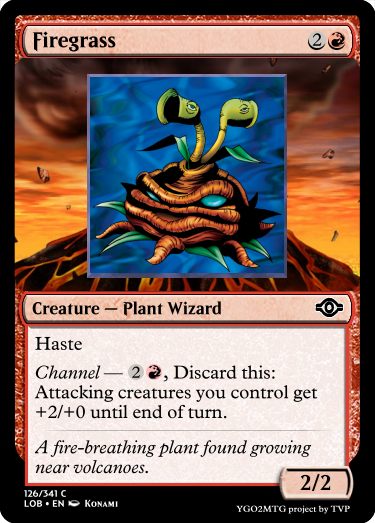 Firegrass 2
Creature — Plant Wizard
Haste
Channel — 2, Discard this:
Attacking creatures you control get
+2/+0 until end of turn.
A fire-breathing plant found growing
near volcanoes.
2/2
126/341 C
LOB • EN Konami
YGO2MTG project by TVP